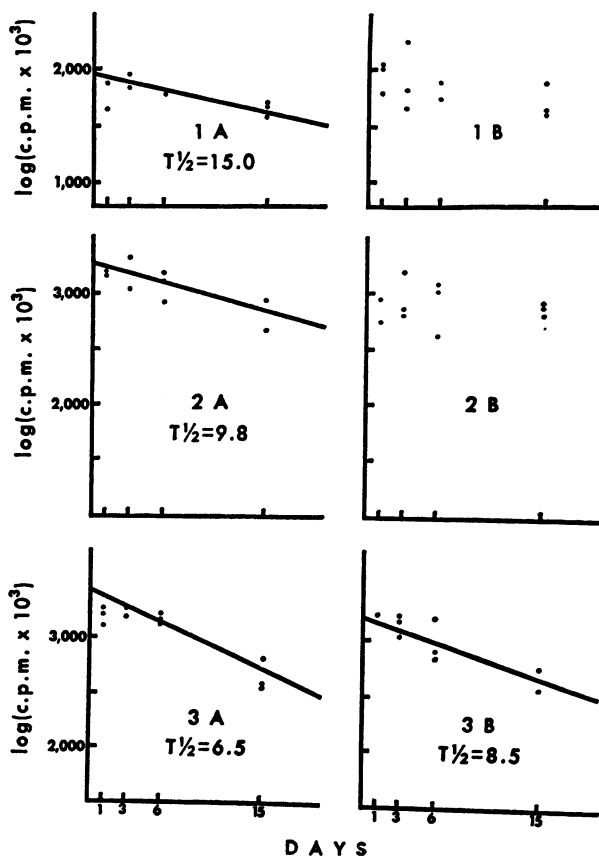 log(c.p.m. x 10³)
2,000
1,000
1 A
T½=15.0
1 B
log(c.p.m. x 10³)
3,000
2,000
2 A
T½=9.8
2 B
log(c.p.m. x 10³)
3,000
2,000
3 A
T½=6.5
3 B
T½=8.5
1 3 6 15
1 3 6 15
DAYS